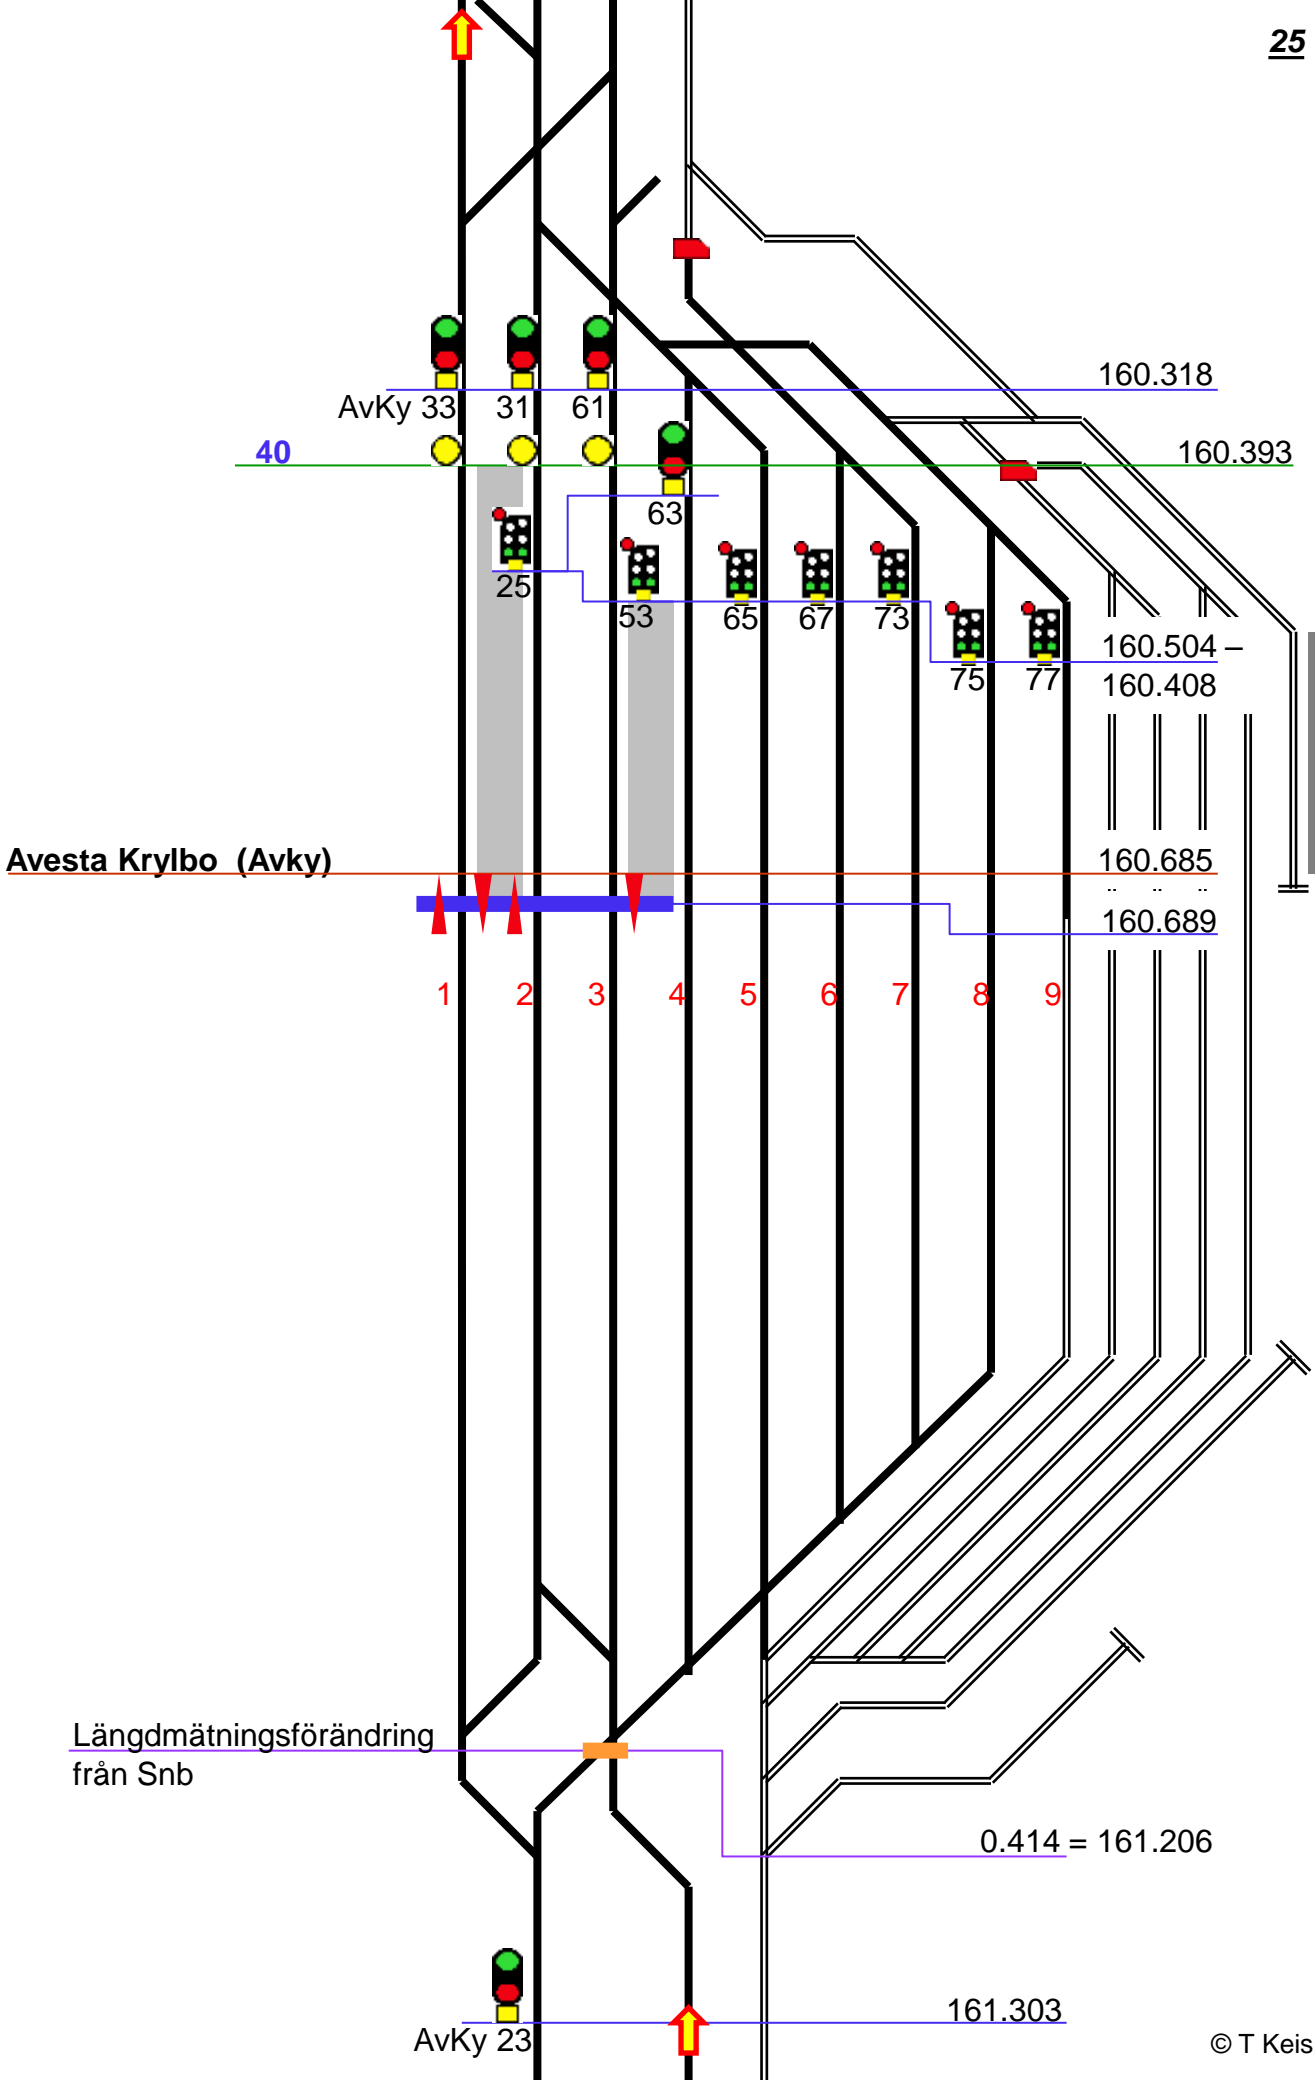 25
160.318
AvKy 33 31 61
40
160.393
63
25
53 65 67 73
160.504 –
75 77
160.408
Avesta Krylbo (Avky)
160.685
160.689
1 2 3 4 5 6 7 8 9
Längdmätningsförändring
från Snb
0.414 = 161.206
161.303
AvKy 23
© T Keis